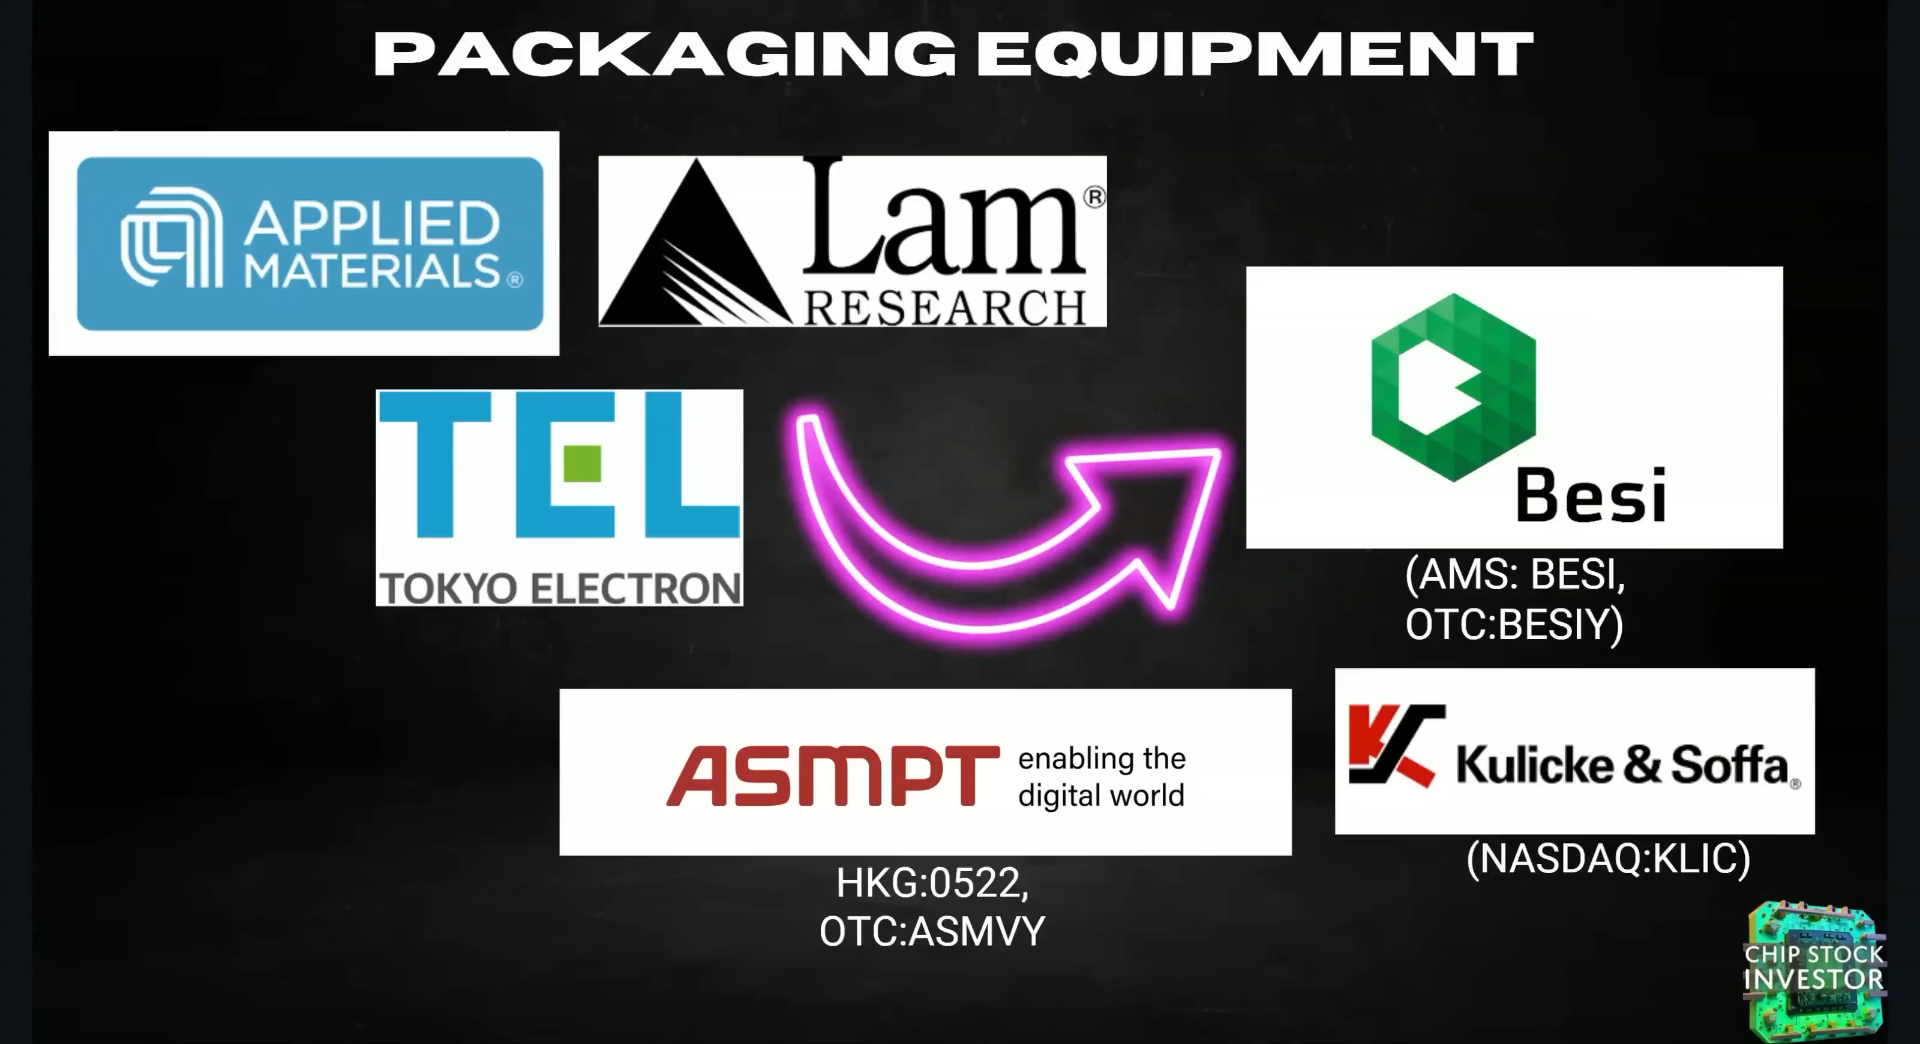 PACKAGING EQUIPMENT
APPLIED
MATERIALS®
Lam®
RESEARCH
TEL
TOKYO ELECTRON
Besi
(AMS: BESI,
OTC:BESIY)
ASMPT enabling the
digital world
HKG:0522,
OTC:ASMVY
Kulicke & Soffa®
(NASDAQ:KLIC)
CHIP STOCK
INVESTOR